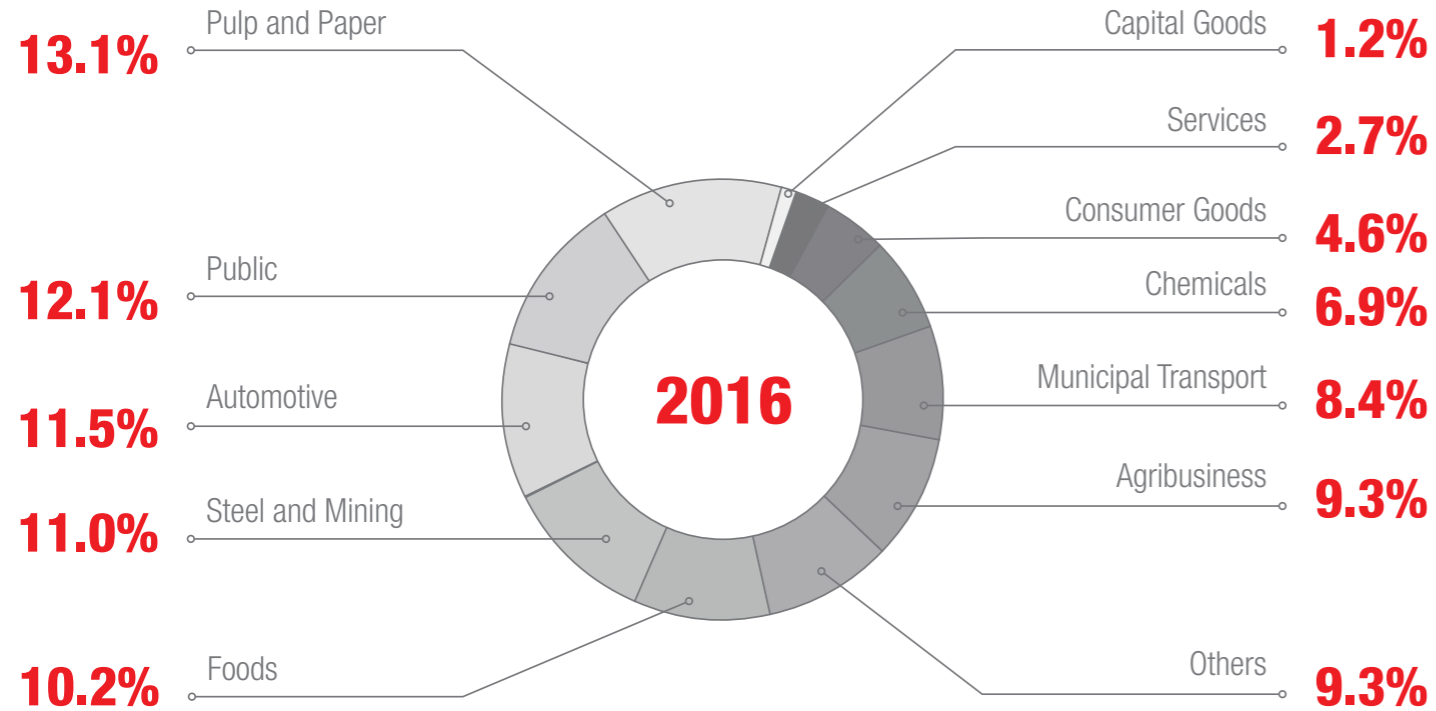 Pulp and Paper
13.1%
Public
12.1%
Automotive
11.5%
Steel and Mining
11.0%
Foods
10.2%
2016
Capital Goods
1.2%
Services
2.7%
Consumer Goods
4.6%
Chemicals
6.9%
Municipal Transport
8.4%
Agribusiness
9.3%
Others
9.3%